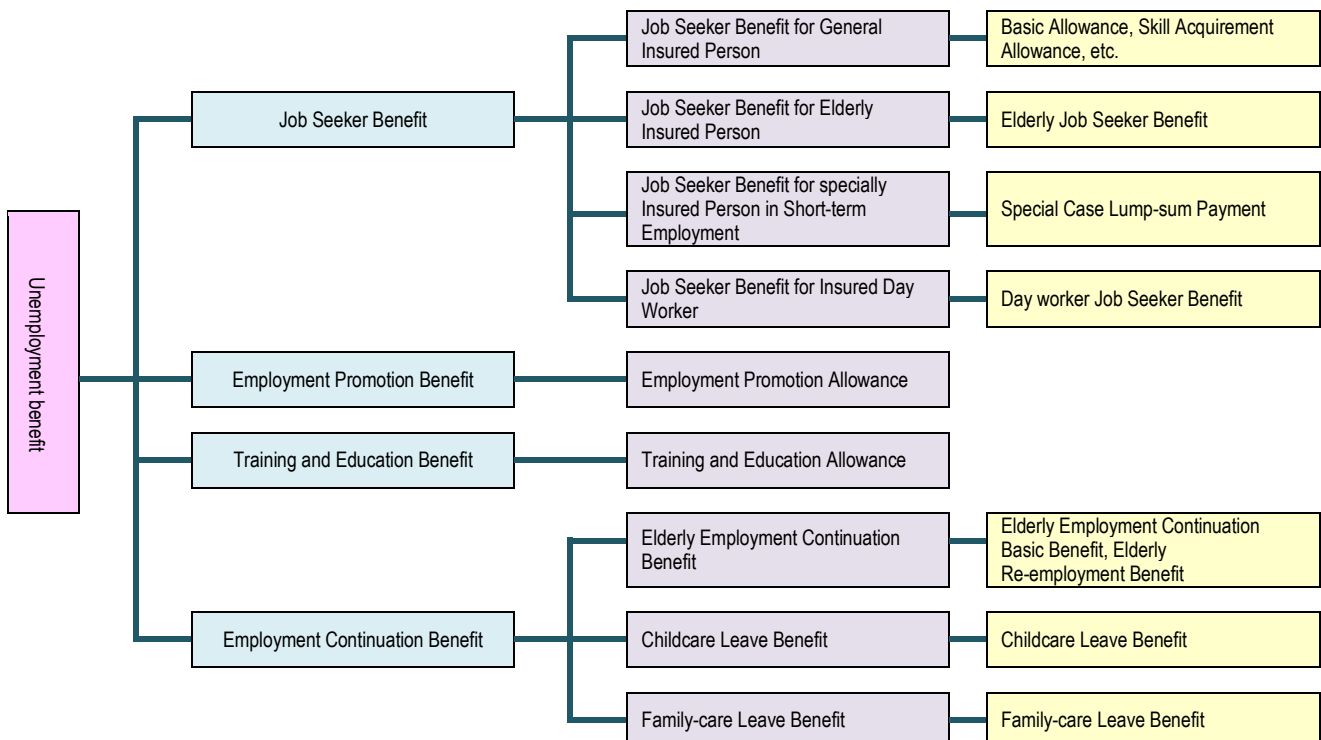 Unemployment benefit
Job Seeker Benefit
Job Seeker Benefit for General
Insured Person
Basic Allowance, Skill Acquirement
Allowance, etc.
Job Seeker Benefit for Elderly
Insured Person
Elderly Job Seeker Benefit
Job Seeker Benefit for specially
Insured Person in Short-term
Employment
Special Case Lump-sum Payment
Job Seeker Benefit for Insured Day
Worker
Day worker Job Seeker Benefit
Employment Promotion Benefit
Employment Promotion Allowance
Training and Education Benefit
Training and Education Allowance
Employment Continuation Benefit
Elderly Employment Continuation
Benefit
Elderly Employment Continuation
Basic Benefit, Elderly
Re-employment Benefit
Childcare Leave Benefit
Childcare Leave Benefit
Family-care Leave Benefit
Family-care Leave Benefit